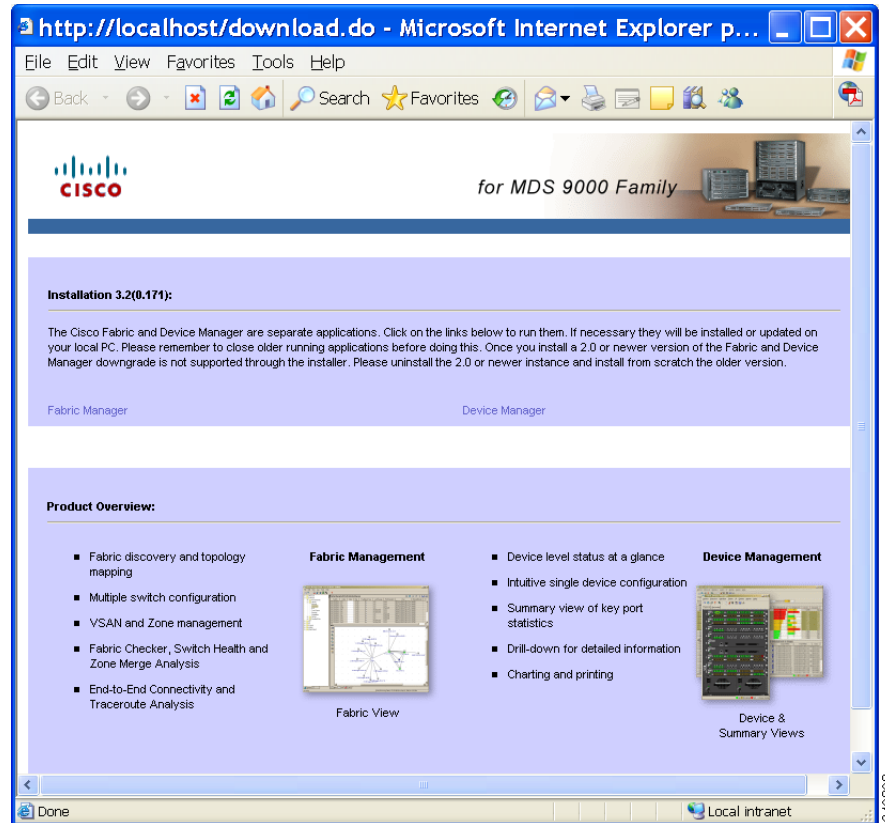 http://localhost/download.do - Microsoft Internet Explorer p...
File Edit View Favorites Tools Help
Back Search Favorites
CISCO
for MDS 9000 Family
Installation 3.2(0.171):
The Cisco Fabric and Device Manager are separate applications. Click on the links below to run them. If necessary they will be installed or updated on
your local PC. Please remember to close older running applications before doing this. Once you install a 2.0 or newer version of the Fabric and Device
Manager downgrade is not supported through the installer. Please uninstall the 2.0 or newer instance and install from scratch the older version.
Fabric Manager
Device Manager
Product Overview:
Fabric discovery and topology
mapping
Multiple switch configuration
VSAN and Zone management
Fabric Checker, Switch Health and
Zone Merge Analysis
End-to-End Connectivity and
Traceroute Analysis
Fabric Management
Fabric View
Device level status at a glance
Intuitive single device configuration
Summary view of key port
statistics
Drill-down for detailed information
Charting and printing
Device Management
Device &
Summary Views
Done
Local intranet